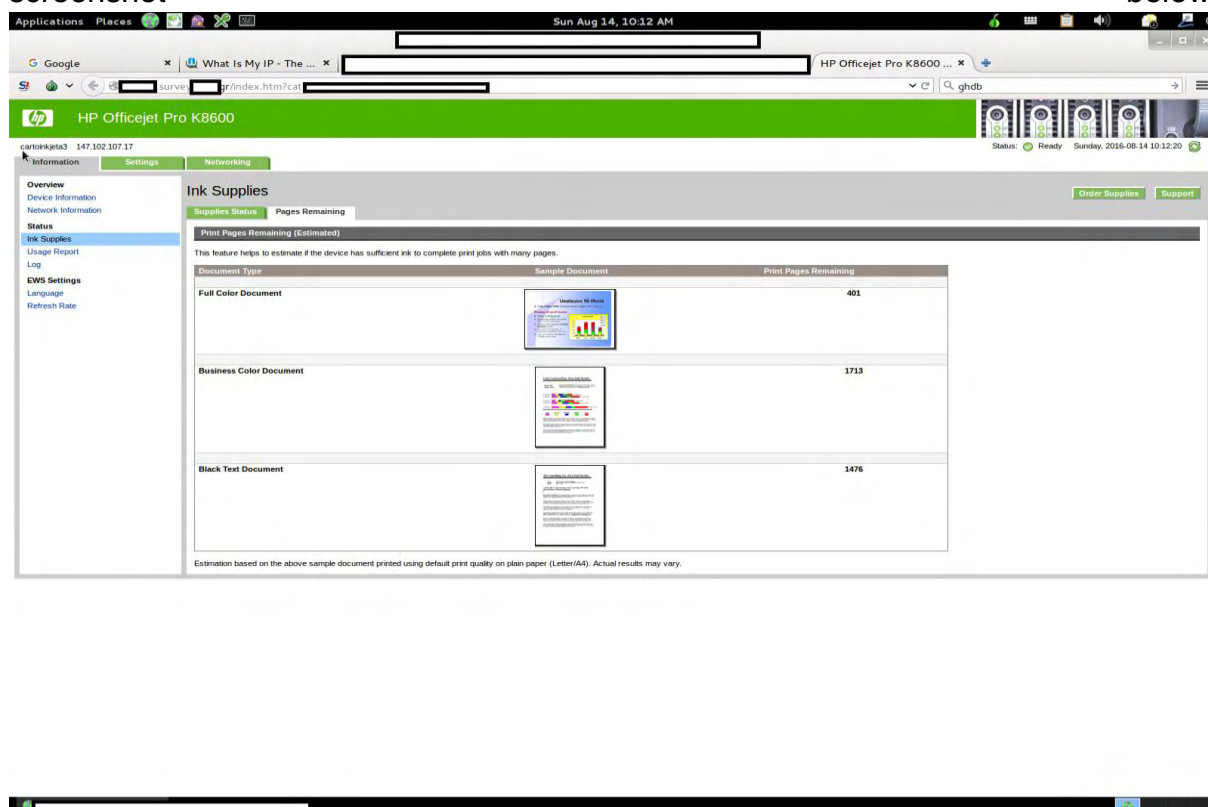 screenshot below
Applications Places Sun Aug 14, 10:12 AM
Google What Is My IP - The ... HP Officejet Pro K8600 ...
survey gr/index.htm?cat ghdb
hp HP Officejet Pro K8600
cartoinkjeta3 147.102.107.17 Status: Ready Sunday, 2016-08-14 10:12:20
Information Settings Networking
Overview
Device Information
Network Information
Status
Ink Supplies
Usage Report
Log
EWS Settings
Language
Refresh Rate
Ink Supplies Order Supplies Support
Supplies Status Pages Remaining
Print Pages Remaining (Estimated)
This feature helps to estimate if the device has sufficient ink to complete print jobs with many pages.
Document Type Sample Document Print Pages Remaining
Full Color Document 401
Business Color Document 1713
Black Text Document 1476
Estimation based on the above sample document printed using default print quality on plain paper (Letter/A4). Actual results may vary.